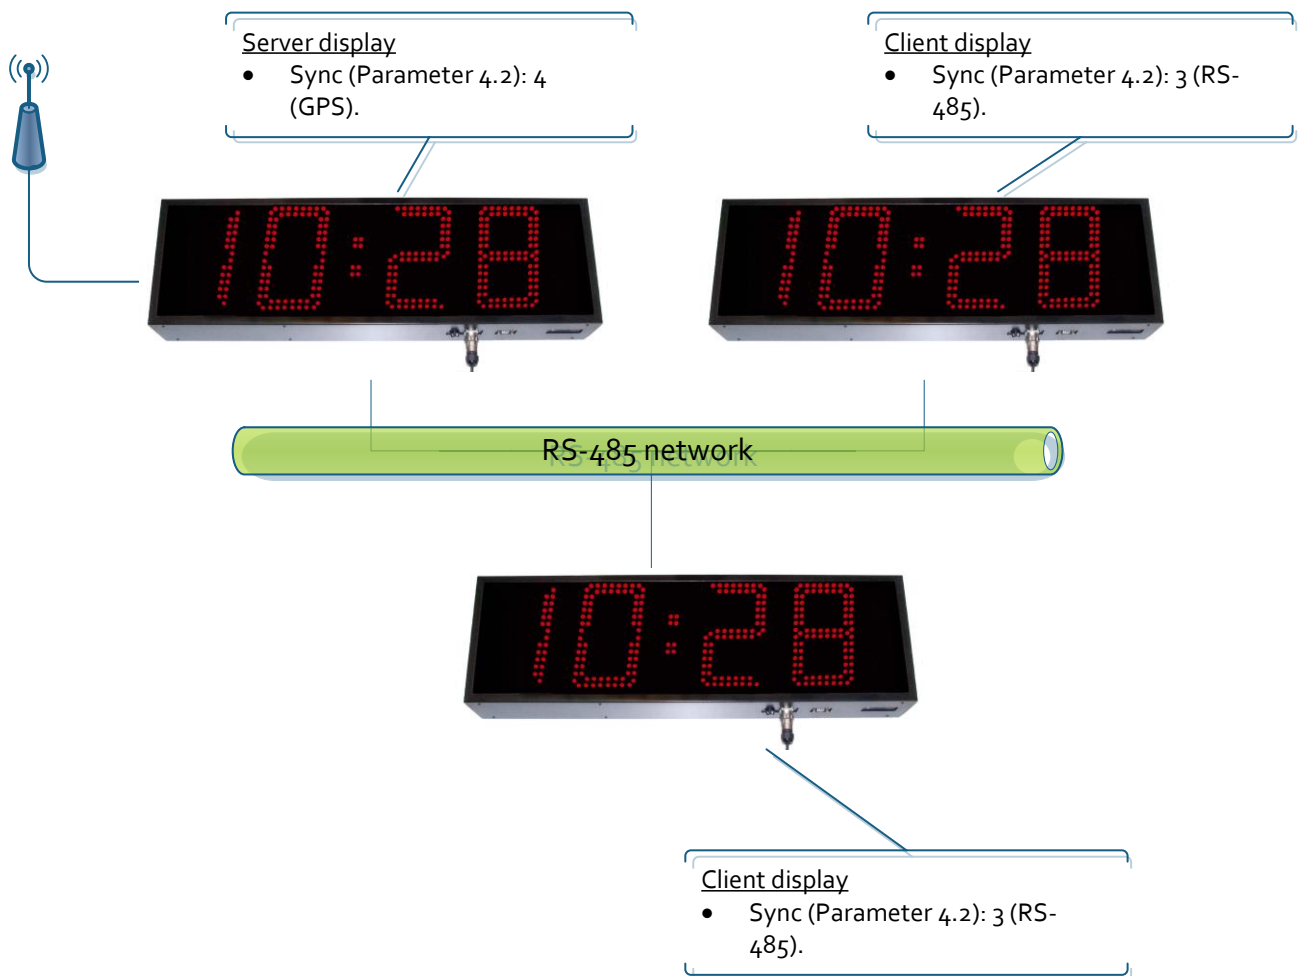 Server display
• Sync (Parameter 4.2): 4
(GPS).
Client display
• Sync (Parameter 4.2): 3 (RS-
485).
10:28
10:28
RS-485 network
10:28
Client display
• Sync (Parameter 4.2): 3 (RS-
485).